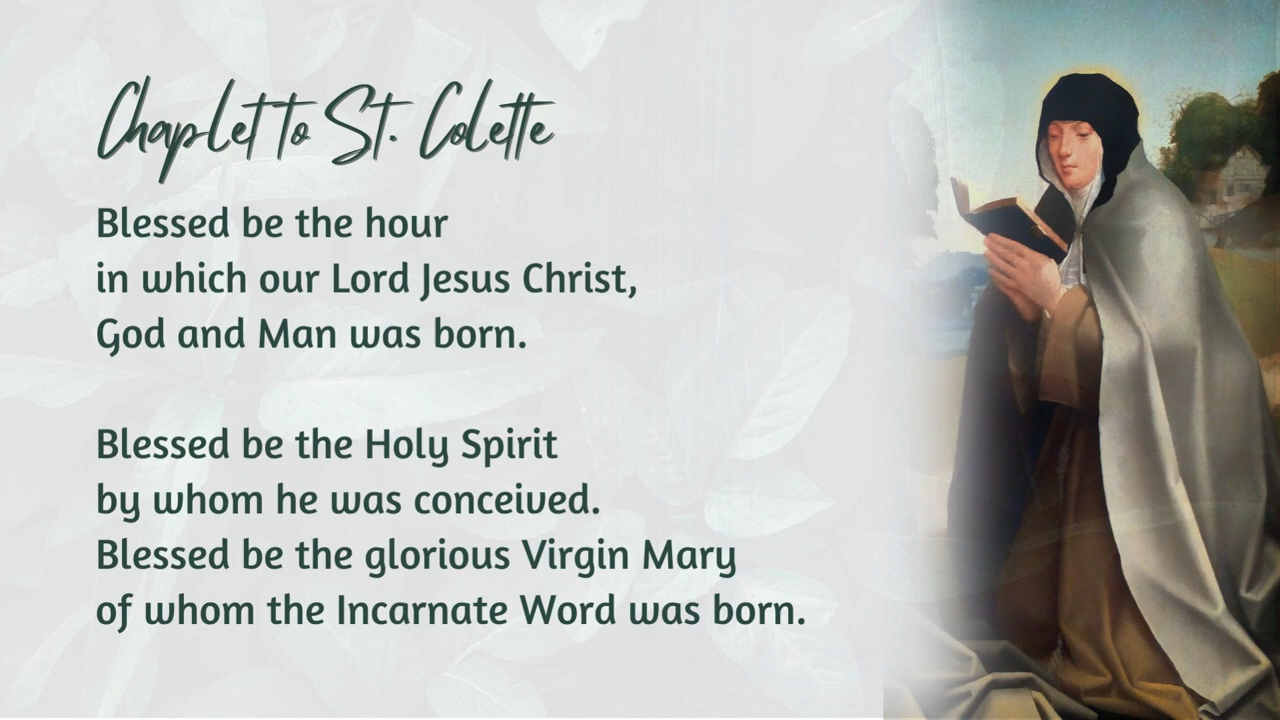 Chaplet to St. Colette
Blessed be the hour
in which our Lord Jesus Christ,
God and Man was born.
Blessed be the Holy Spirit
by whom he was conceived.
Blessed be the glorious Virgin Mary
of whom the Incarnate Word was born.